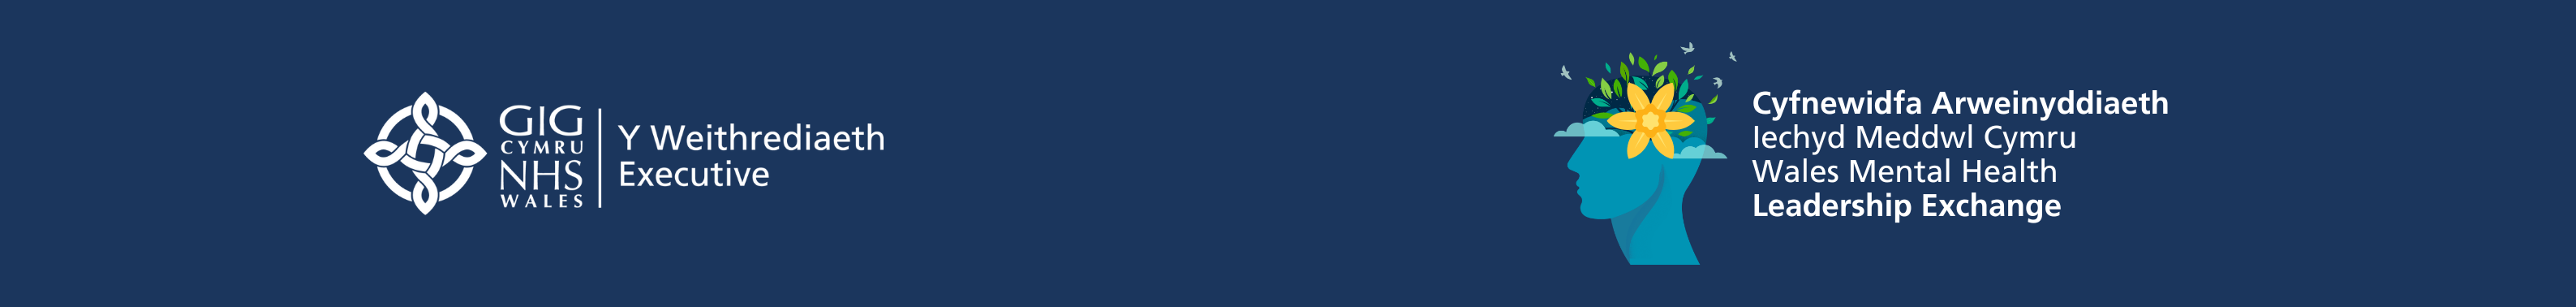 GIG
CYMRU
NHS
WALES
Y Weithrediaeth
Executive
Cyfnewidfa Arweinyddiaeth
Iechyd Meddwl Cymru
Wales Mental Health
Leadership Exchange